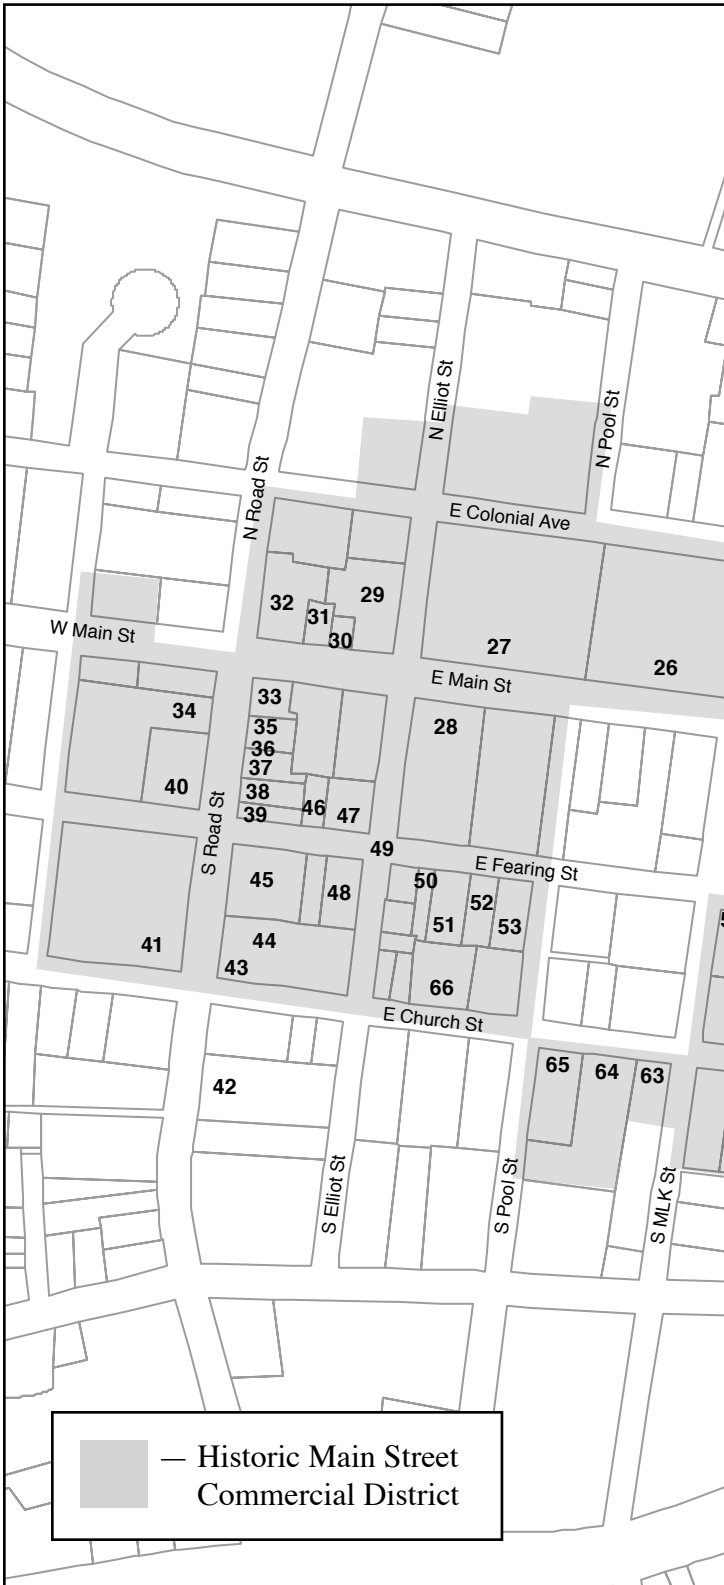 N Elliot St
N Pool St
N Road St
E Colonial Ave
29
32
31
30
W Main St
27
26
E Main St
33
34
35
28
36
37
40
38
46
39
47
S Road St
49
E Fearing St
45
50
48
52
51
53
5
44
41
43
66
E Church St
65
64
63
42
S Elliot St
S Pool St
S MLK St
— Historic Main Street
Commercial District